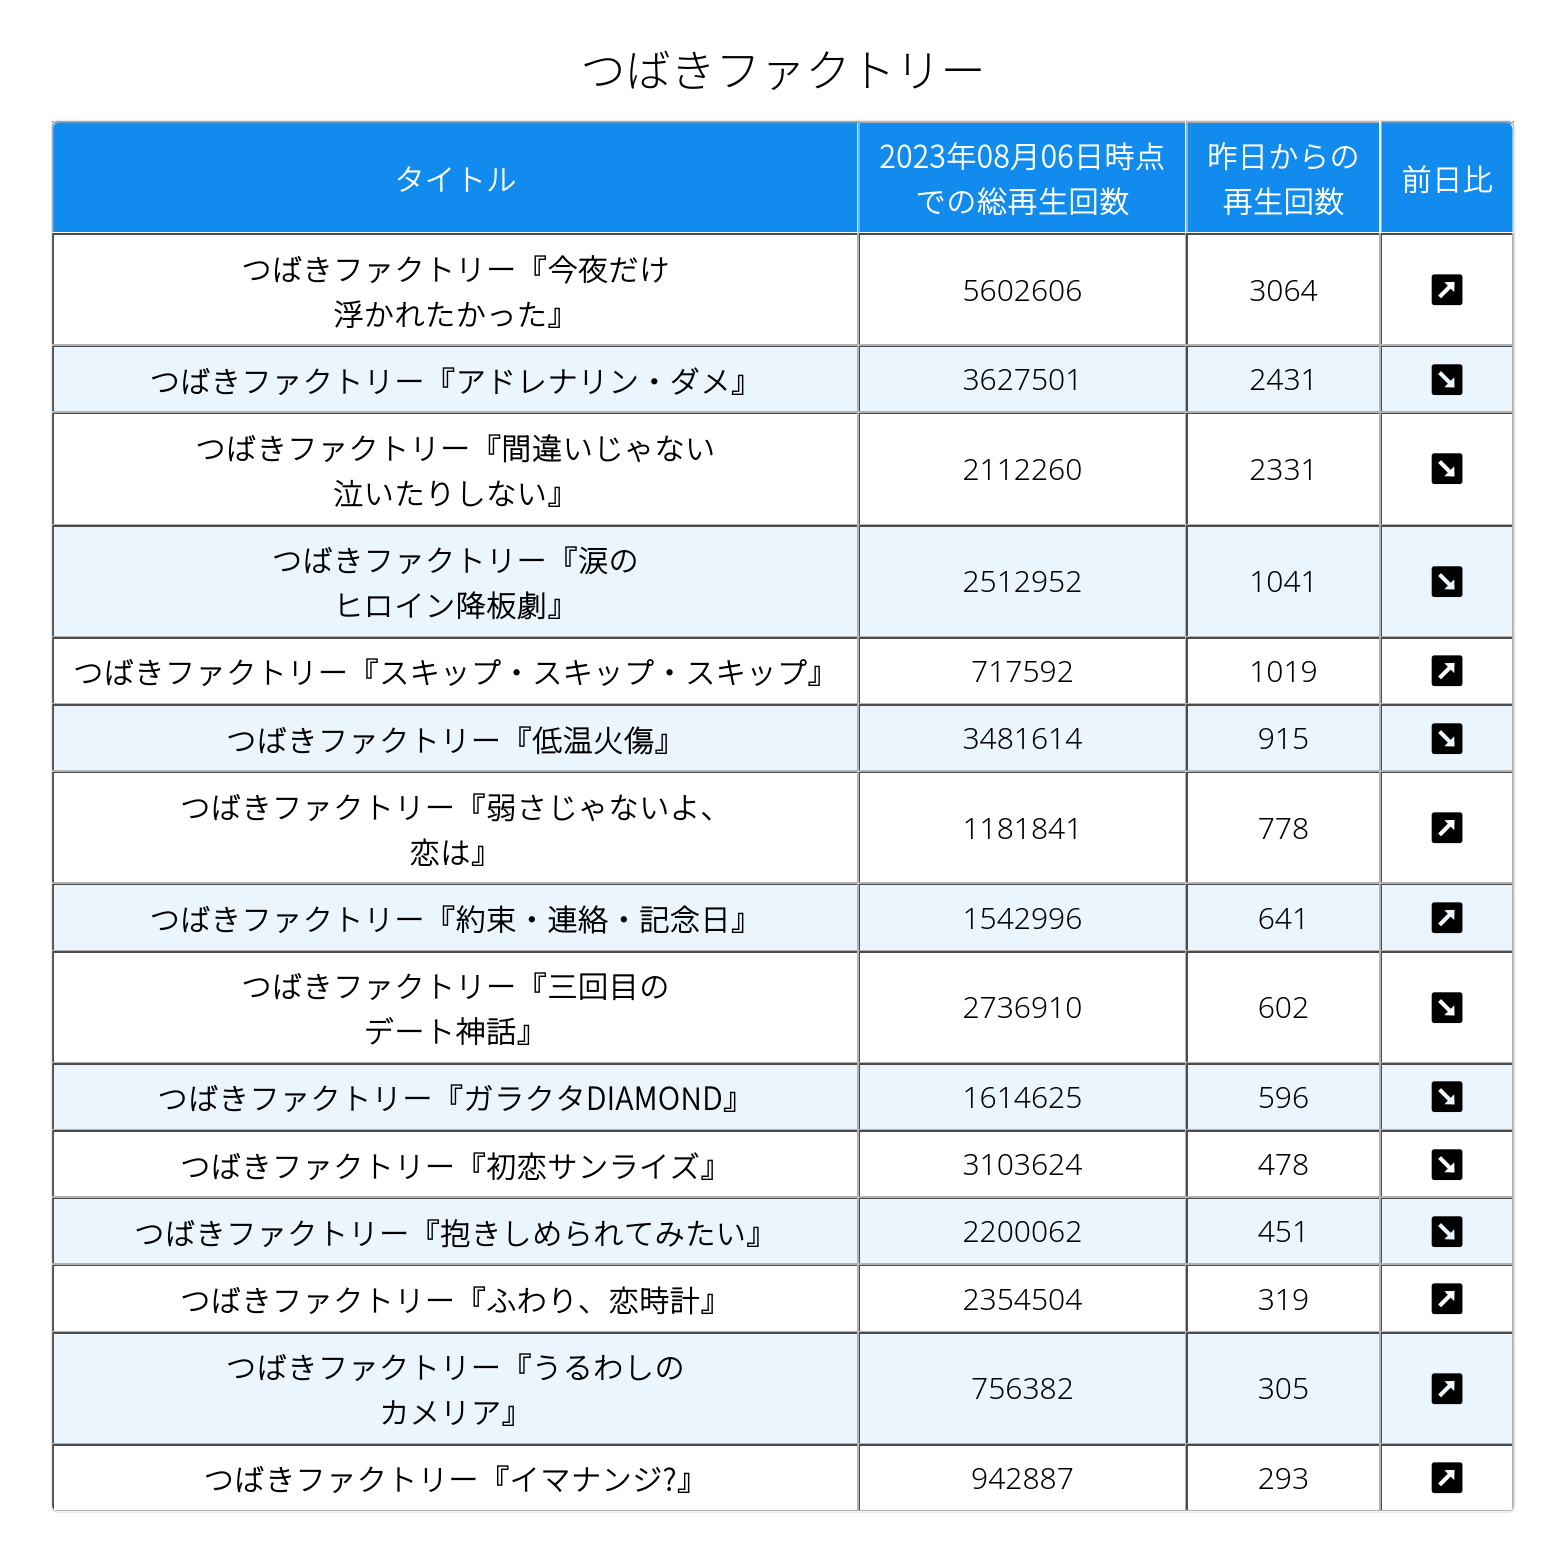 つばきファクトリー
タイトル
2023年08月06日時点
での総再生回数
昨日からの
再生回数
前日比
つばきファクトリー『今夜だけ
浮かれたかった』
5602606
3064
つばきファクトリー『アドレナリン・ダメ』
3627501
2431
つばきファクトリー『間違いじゃない
泣いたりしない』
2112260
2331
つばきファクトリー『涙の
ヒロイン降板劇』
2512952
1041
つばきファクトリー『スキップ・スキップ・スキップ』
717592
1019
つばきファクトリー『低温火傷』
3481614
915
つばきファクトリー『弱さじゃないよ、
恋は』
1181841
778
つばきファクトリー『約束・連絡・記念日』
1542996
641
つばきファクトリー『三回目の
デート神話』
2736910
602
つばきファクトリー『ガラクタDIAMOND』
1614625
596
つばきファクトリー『初恋サンライズ』
3103624
478
つばきファクトリー『抱きしめられてみたい』
2200062
451
つばきファクトリー『ふわり、恋時計』
2354504
319
つばきファクトリー『うるわしの
カメリア』
756382
305
つばきファクトリー『イマナンジ?』
942887
293